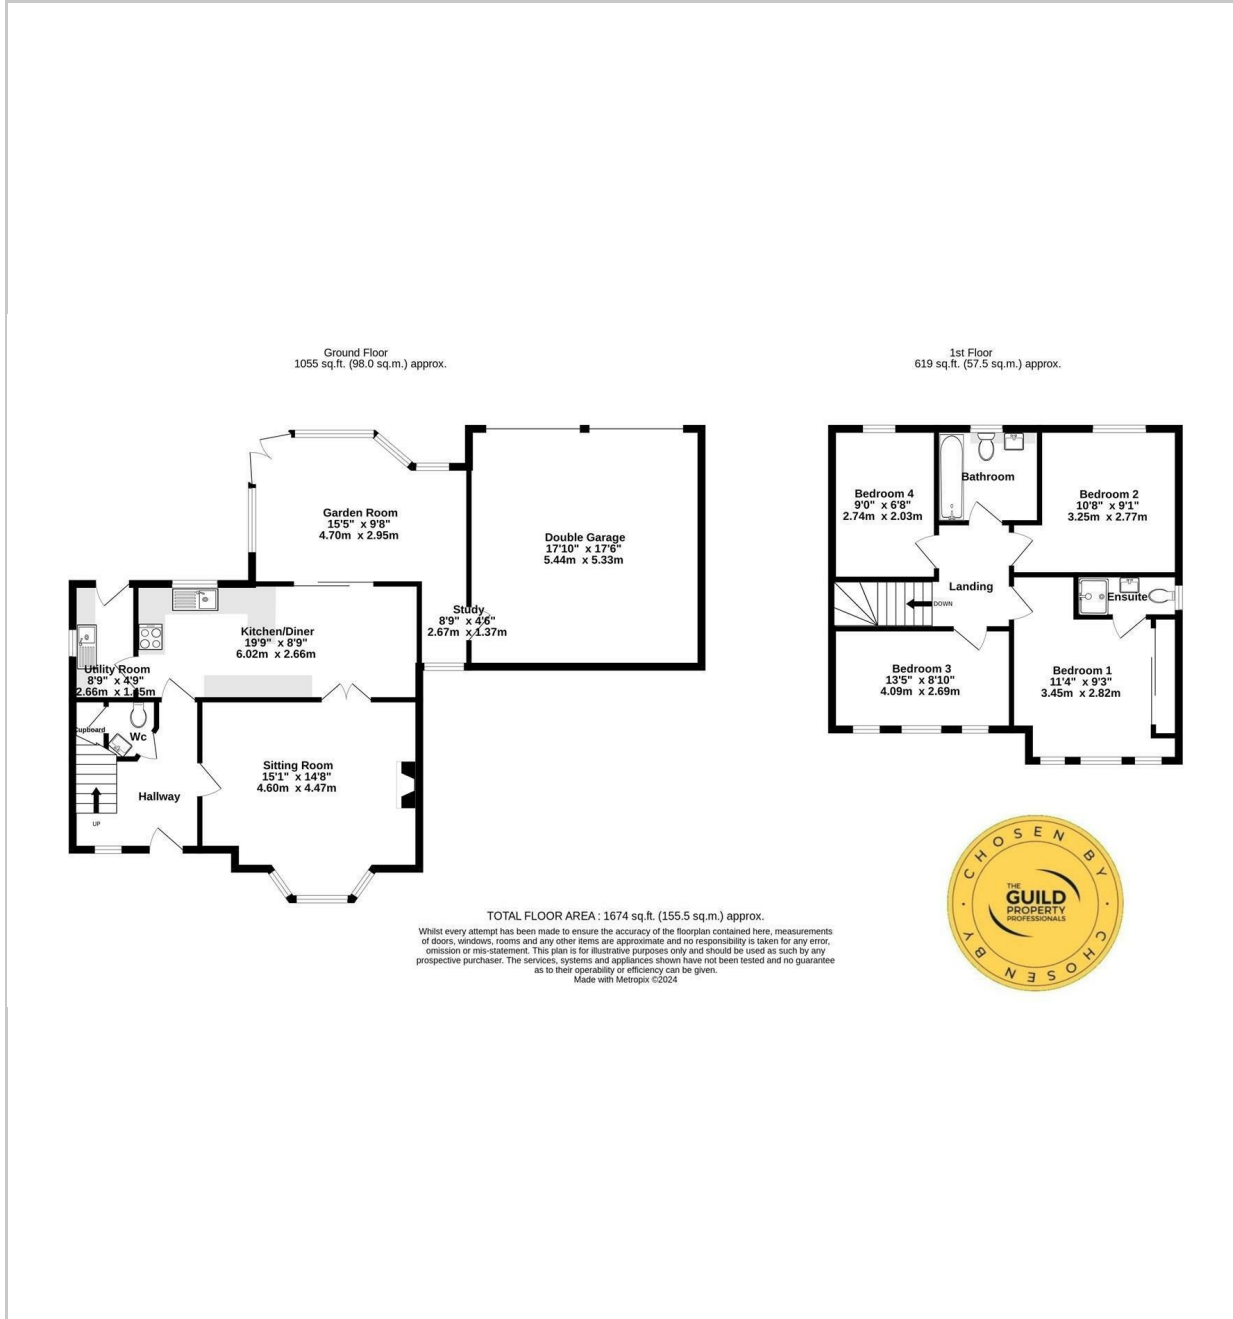 Ground Floor
1055 sq.ft. (98.0 sq.m.) approx.
1st Floor
619 sq.ft. (57.5 sq.m.) approx.
Garden Room
15'5" x 9'8"
4.70m x 2.95m
Double Garage
17'10" x 17'6"
5.44m x 5.33m
Study
8'9" x 4'6"
2.67m x 1.37m
Kitchen/Diner
19'9" x 8'9"
6.02m x 2.66m
Utility Room
8'9" x 4'9"
2.66m x 1.45m
Cupboard
Wc
Hallway
UP
Sitting Room
15'1" x 14'8"
4.60m x 4.47m
Bedroom 4
9'0" x 6'8"
2.74m x 2.03m
Bathroom
Bedroom 2
10'8" x 9'1"
3.25m x 2.77m
Landing
DOWN
Ensuite
Bedroom 3
13'5" x 8'10"
4.09m x 2.69m
Bedroom 1
11'4" x 9'3"
3.45m x 2.82m
TOTAL FLOOR AREA : 1674 sq.ft. (155.5 sq.m.) approx.
Whilst every attempt has been made to ensure the accuracy of the floorplan contained here, measurements
of doors, windows, rooms and any other items are approximate and no responsibility is taken for any error,
omission or mis-statement. This plan is for illustrative purposes only and should be used as such by any
prospective purchaser. The services, systems and appliances shown have not been tested and no guarantee
as to their operability or efficiency can be given.
Made with Metropix ©2024
CHOSEN BY
THE
GUILD
PROPERTY
PROFESSIONALS
CHOSEN BY